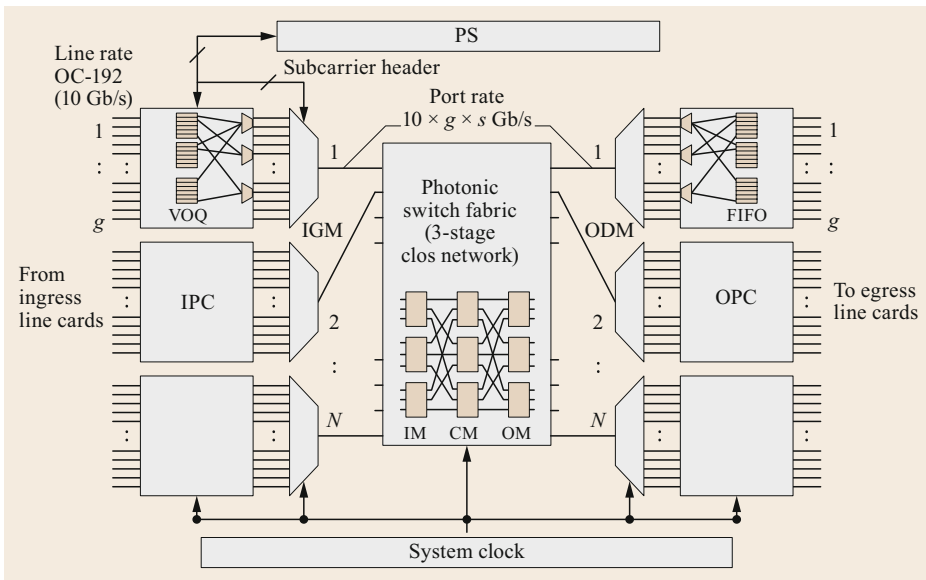 PS
Line rate
OC-192
(10 Gb/s)
Subcarrier header
Port rate
10 × g × s Gb/s
1
:
g
VOQ
:
1
IGM
Photonic
switch fabric
(3-stage
clos network)
1
ODM
:
FIFO
1
:
g
From
ingress
line cards
:
IPC
:
2
:
2
:
:
OPC
:
To egress
line cards
:
:
N
IM CM OM
N
:
:
System clock